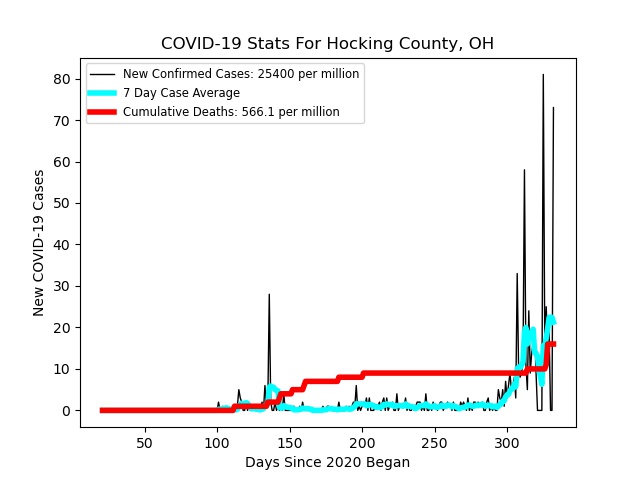 COVID-19 Stats For Hocking County, OH
New Confirmed Cases: 25400 per million
7 Day Case Average
Cumulative Deaths: 566.1 per million
New COVID-19 Cases
80
70
60
50
40
30
20
10
0
50
100
150
200
250
300
Days Since 2020 Began